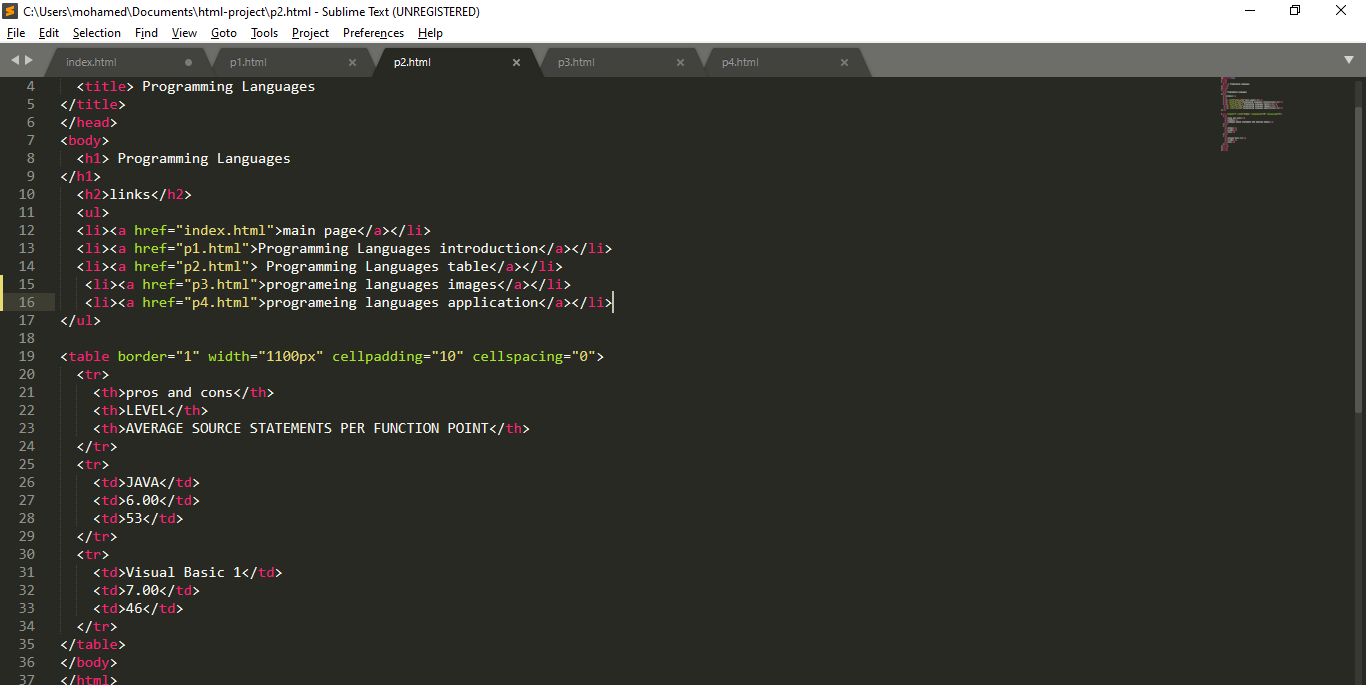 C:\Users\mohamed\Documents\html-project\p2.html - Sublime Text (UNREGISTERED)
File Edit Selection Find View Goto Tools Project Preferences Help
index.html p1.html p2.html p3.html p4.html
4 <title> Programming Languages
5 </title>
6 </head>
7 <body>
8 <h1> Programming Languages
9 </h1>
10 <h2>links</h2>
11 <ul>
12 <li><a href="index.html">main page</a></li>
13 <li><a href="p1.html">Programming Languages introduction</a></li>
14 <li><a href="p2.html"> Programming Languages table</a></li>
15 <li><a href="p3.html">programeing languages images</a></li>
16 <li><a href="p4.html">programeing languages application</a></li>
17 </ul>
18
19 <table border="1" width="1100px" cellpadding="10" cellspacing="0">
20 <tr>
21 <th>pros and cons</th>
22 <th>LEVEL</th>
23 <th>AVERAGE SOURCE STATEMENTS PER FUNCTION POINT</th>
24 </tr>
25 <tr>
26 <td>JAVA</td>
27 <td>6.00</td>
28 <td>53</td>
29 </tr>
30 <tr>
31 <td>Visual Basic 1</td>
32 <td>7.00</td>
33 <td>46</td>
34 </tr>
35 </table>
36 </body>
37 </html>